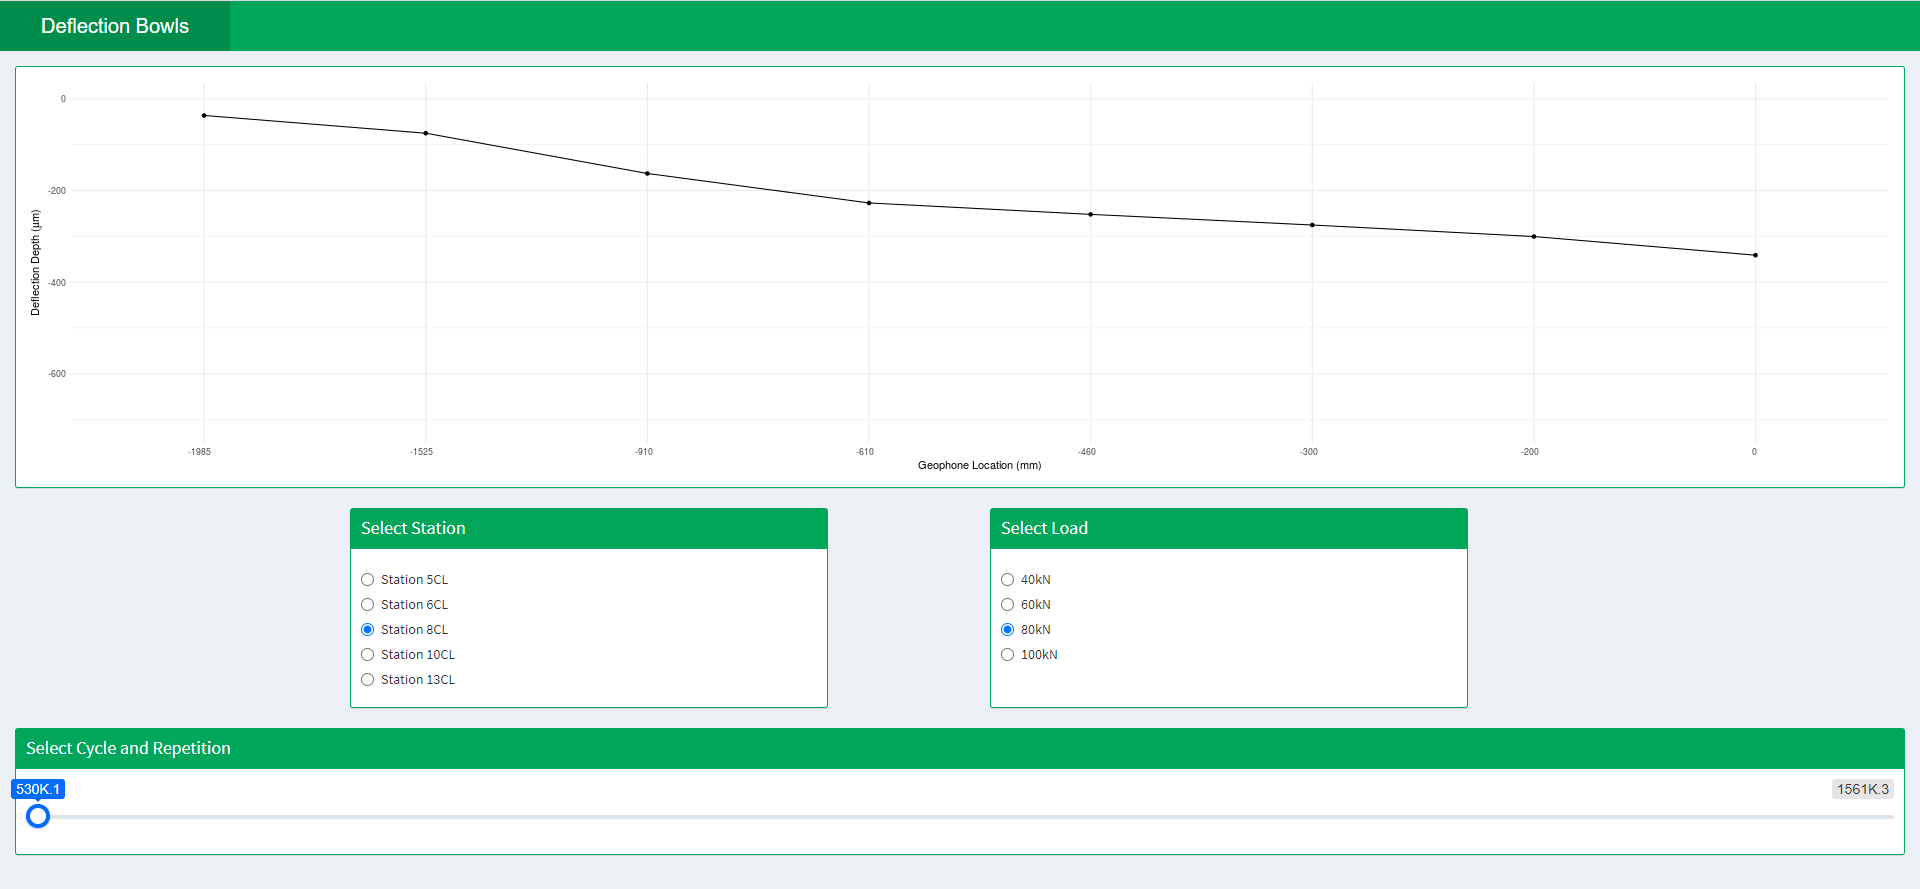 Deflection Bowls
0
-200
-400
-600
Deflection Depth (µm)
-1985 -1525 -910 -610 -460 -300 -200 0
Geophone Location (mm)
Select Station
Station 5CL
Station 6CL
Station 8CL
Station 10CL
Station 13CL
Select Load
40kN
60kN
80kN
100kN
Select Cycle and Repetition
530K.1 1561K.3